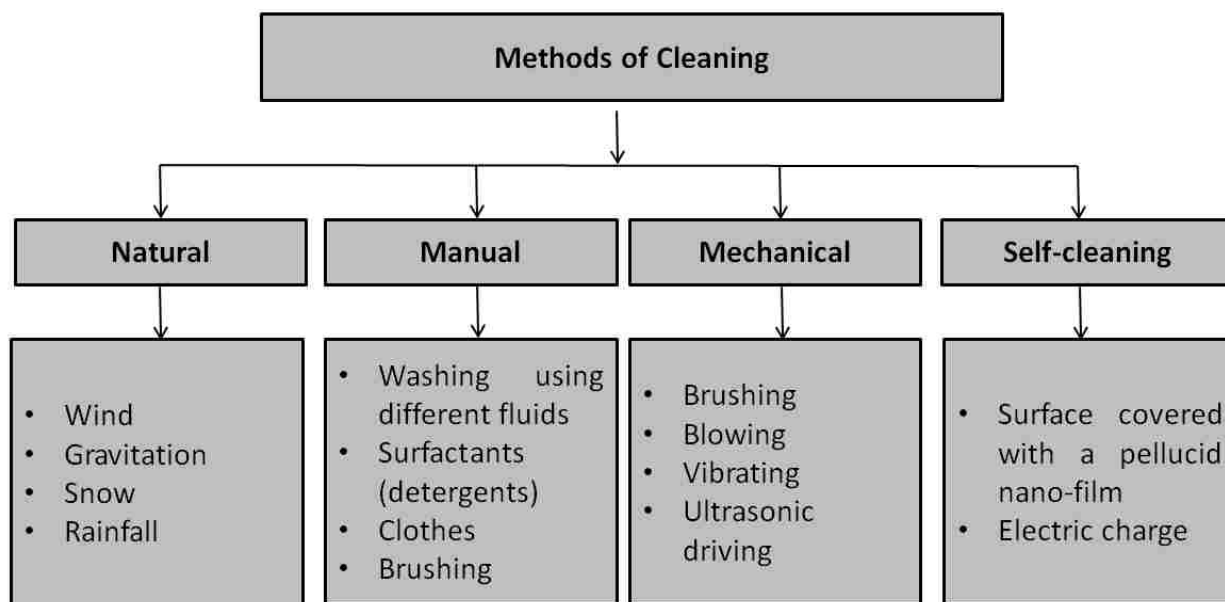 Methods of Cleaning
Natural
Manual
Mechanical
Self-cleaning
• Wind
• Gravitation
• Snow
• Rainfall
• Washing using
different fluids
• Surfactants
(detergents)
• Clothes
• Brushing
• Brushing
• Blowing
• Vibrating
• Ultrasonic
driving
• Surface covered
with a pellucid
nano-film
• Electric charge